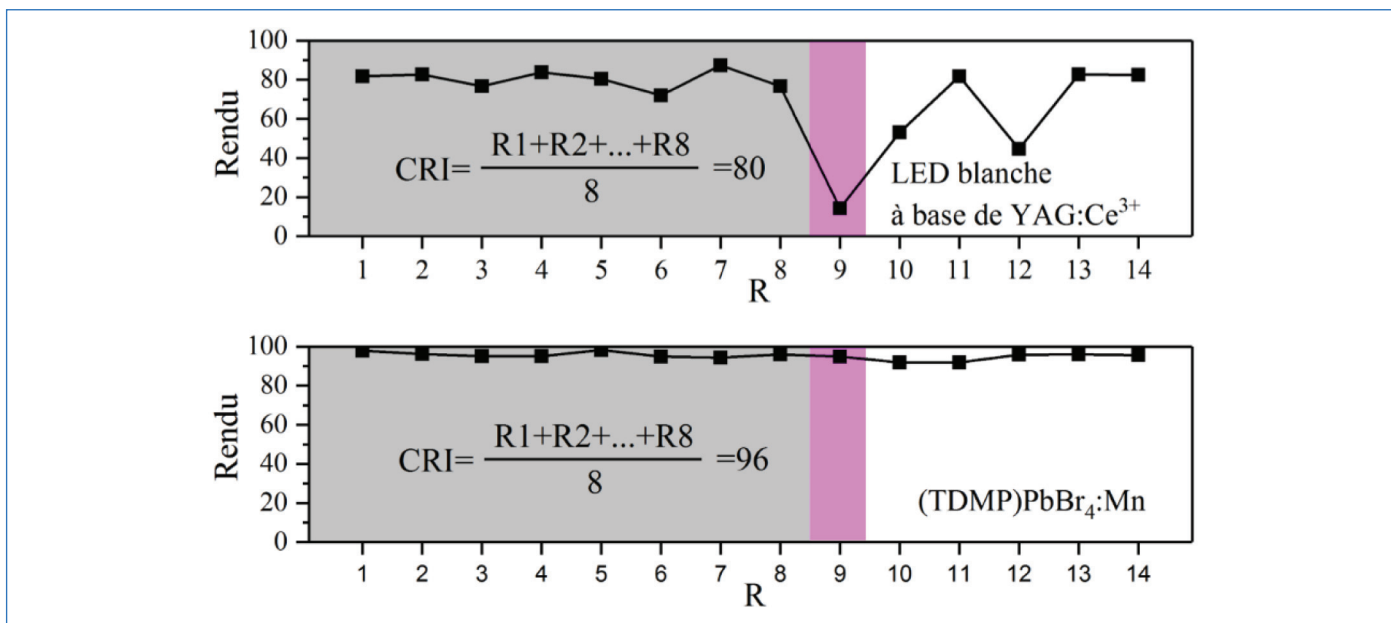 100
80
60
40
20
0
Rendu
CRI= R1+R2+...+R8 / 8 =80
LED blanche
à base de YAG:Ce³⁺
1 2 3 4 5 6 7 8 9 10 11 12 13 14
R
100
80
60
40
20
0
Rendu
CRI= R1+R2+...+R8 / 8 =96
(TDMP)PbBr₄:Mn
1 2 3 4 5 6 7 8 9 10 11 12 13 14
R